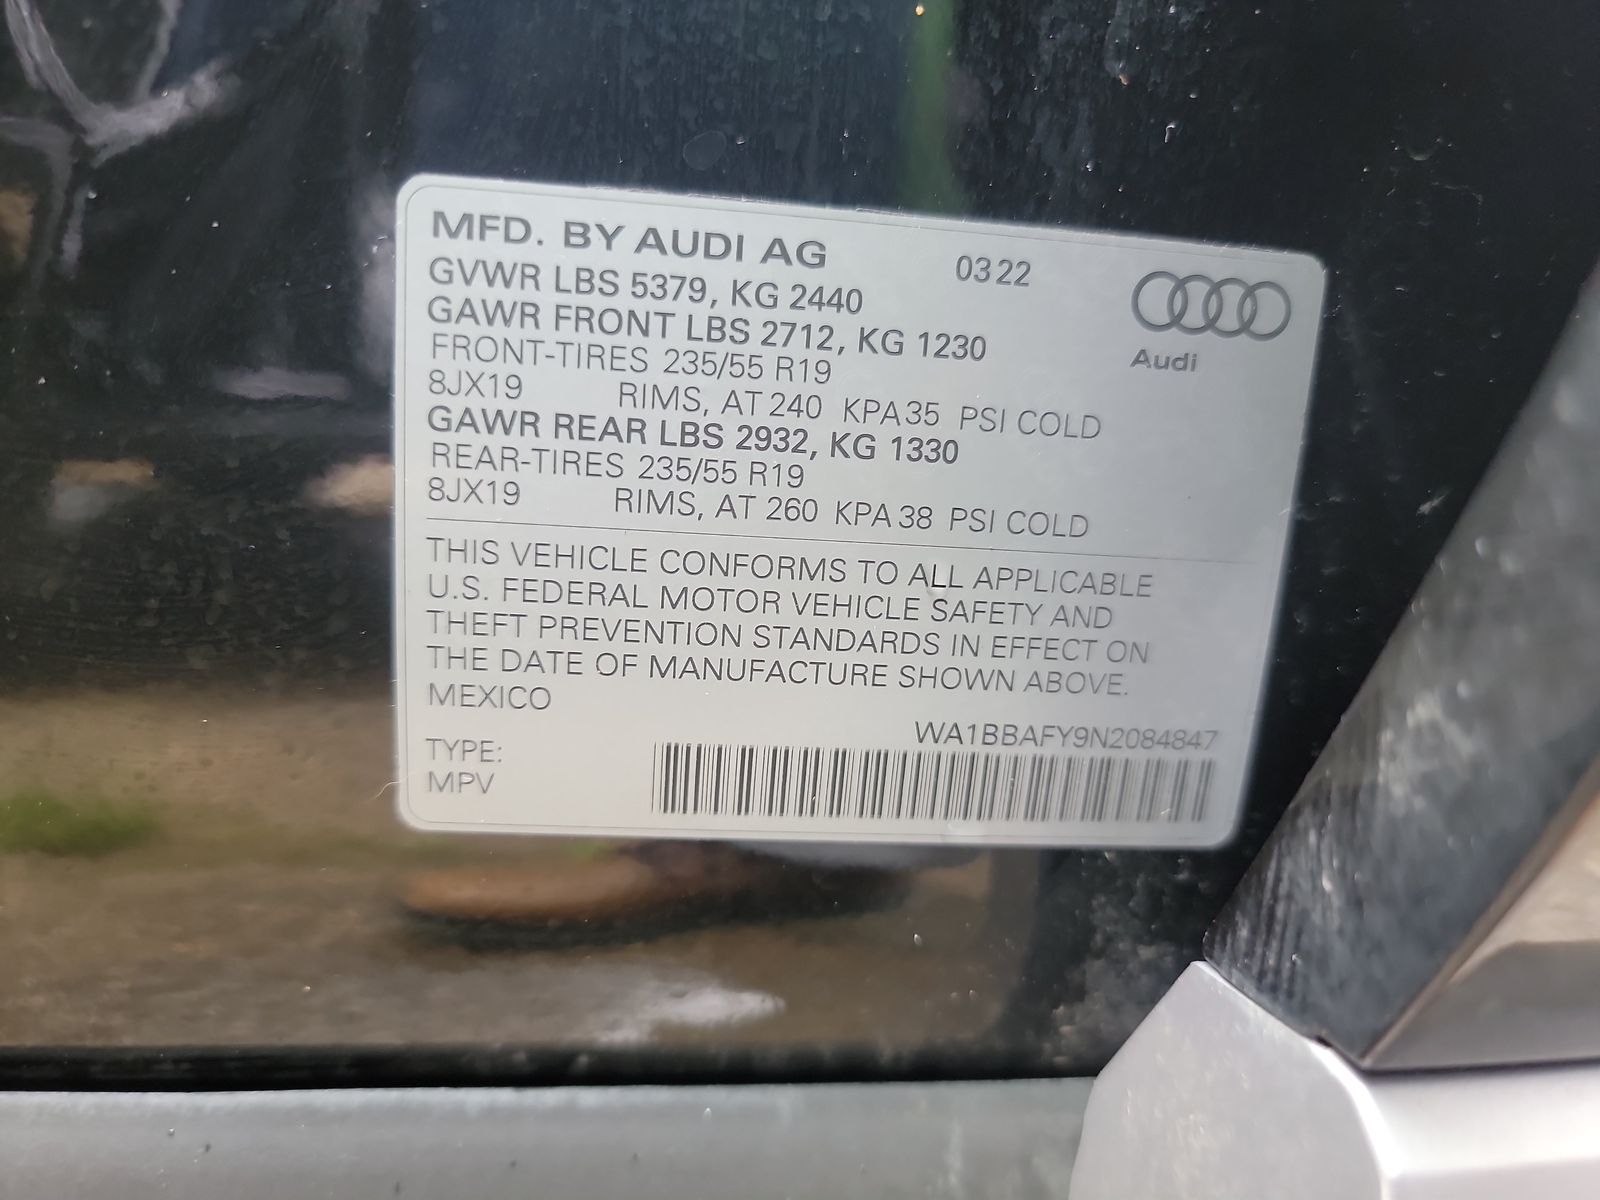 MFD. BY AUDI AG 0322
GVWR LBS 5379, KG 2440
GAWR FRONT LBS 2712, KG 1230
Audi
FRONT-TIRES 235/55 R19
8JX19 RIMS, AT 240 KPA 35 PSI COLD
GAWR REAR LBS 2932, KG 1330
REAR-TIRES 235/55 R19
8JX19 RIMS, AT 260 KPA 38 PSI COLD
THIS VEHICLE CONFORMS TO ALL APPLICABLE
U.S. FEDERAL MOTOR VEHICLE SAFETY AND
THEFT PREVENTION STANDARDS IN EFFECT ON
THE DATE OF MANUFACTURE SHOWN ABOVE.
MEXICO
WA1BBAFY9N2084847
TYPE:
MPV